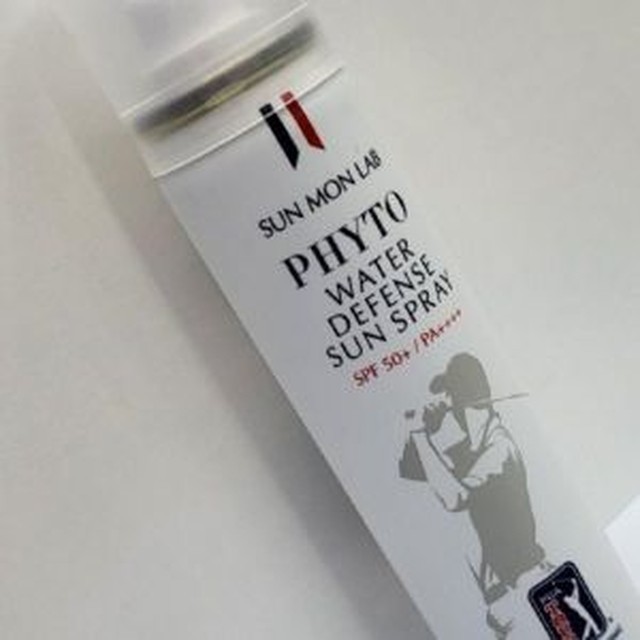 SUN MON LAB
PHYTO
WATER
DEFENSE
SUN SPRAY
SPF 50+ / PA++++